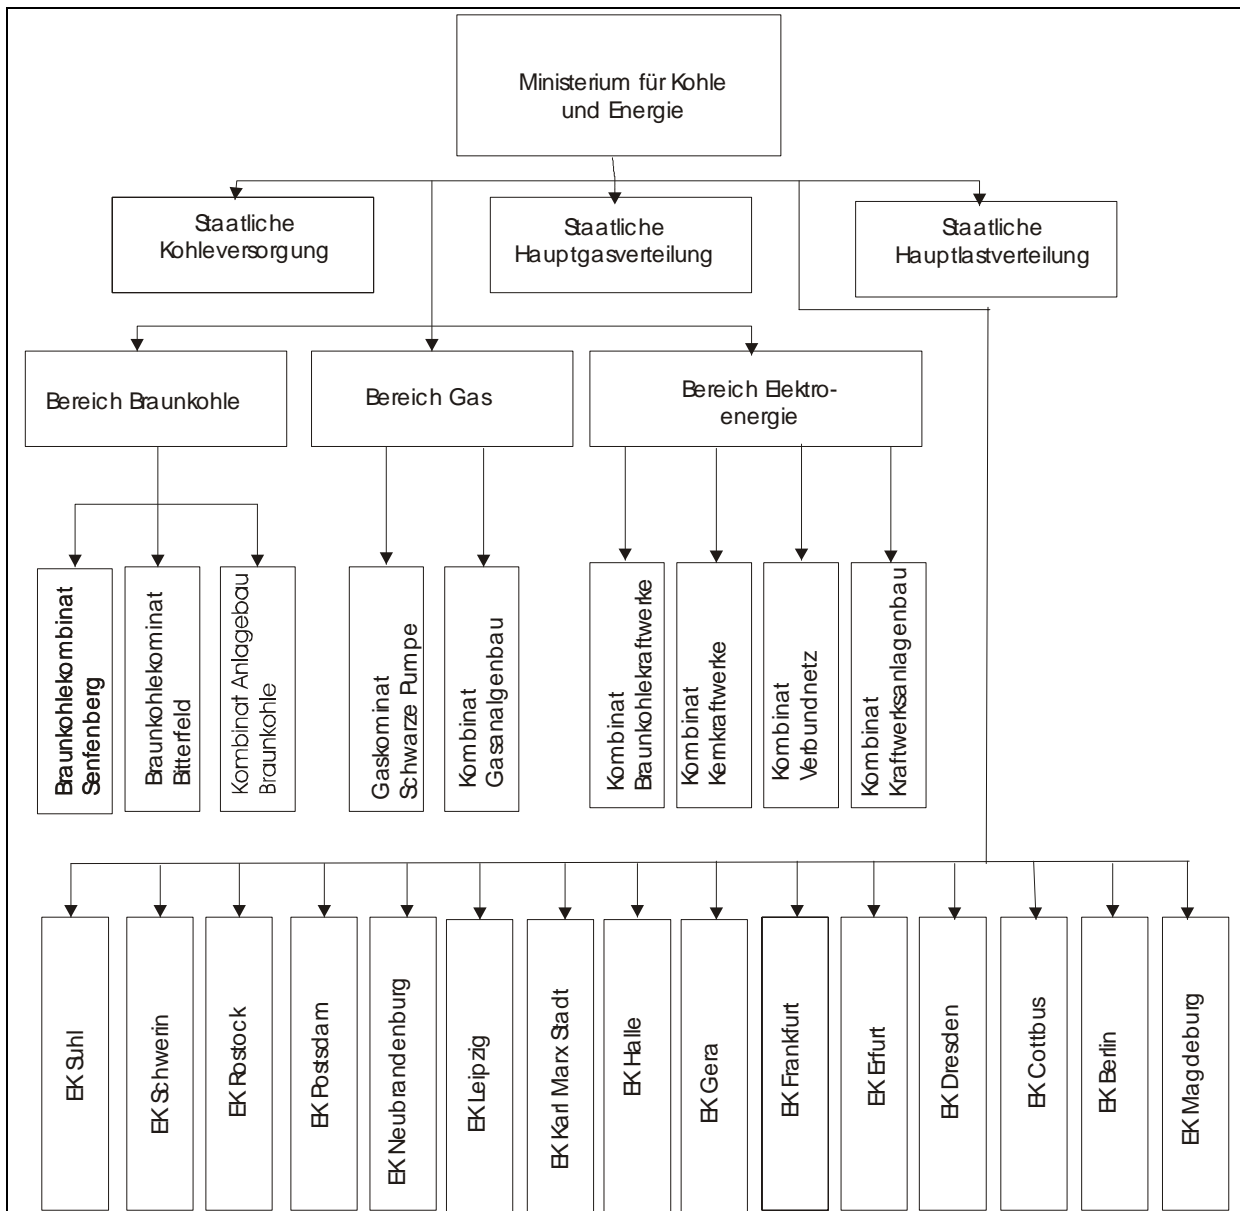 Ministerium für Kohle
und Energie
Staatliche
Kohleversorgung
Staatliche
Hauptgasverteilung
Staatliche
Hauptlastverteilung
Bereich Braunkohle
Bereich Gas
Bereich Elektro-
energie
Braunkohlekombinat
Senfenberg
Braunkohlekominat
Bitterfeld
Kombinat Anlagebau
Braunkohle
Gaskominat
Schwarze Pumpe
Kombinat
Gasanalgenbau
Kombinat
Braunkohlekraftwerke
Kombinat
Kernkraftwerke
Kombinat
Verbundnetz
Kombinat
Kraftwerksanlagenbau
EK Suhl
EK Schwerin
EK Rostock
EK Postsdam
EK Neubrandenburg
EK Leipzig
EK Karl Marx Stadt
EK Halle
EK Gera
EK Frankfurt
EK Erfurt
EK Dresden
EK Cottbus
EK Berlin
EK Magdeburg